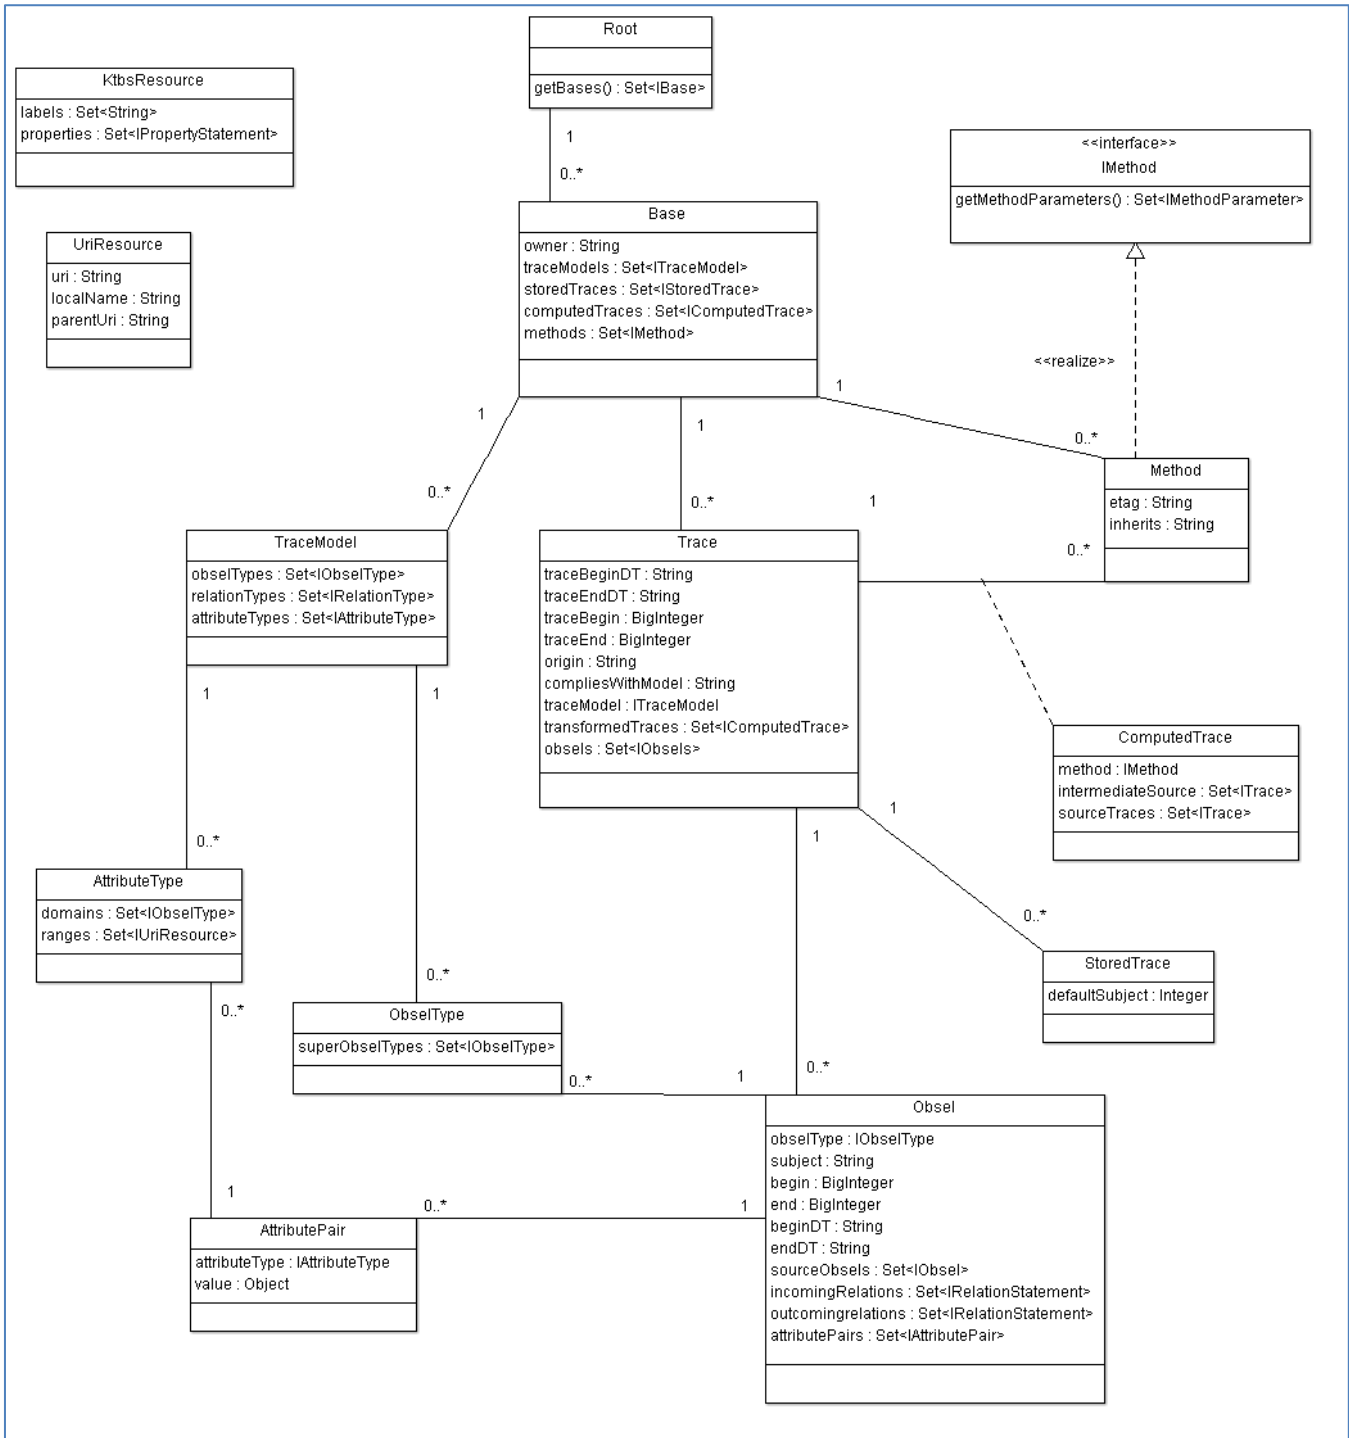 Root
getBases() : Set<IBase>
KtbsResource
labels : Set<String>
properties : Set<IPropertyStatement>
1
0..*
<<interface>>
IMethod
getMethodParameters() : Set<IMethodParameter>
UriResource
uri : String
localName : String
parentUri : String
Base
owner : String
traceModels : Set<ITraceModel>
storedTraces : Set<IStoredTrace>
computedTraces : Set<IComputedTrace>
methods : Set<IMethod>
<<realize>>
1
1
1
0..*
0..*
0..*
1
0..*
Method
etag : String
inherits : String
TraceModel
obselTypes : Set<IObselType>
relationTypes : Set<IRelationType>
attributeTypes : Set<IAttributeType>
Trace
traceBeginDT : String
traceEndDT : String
traceBegin : BigInteger
traceEnd : BigInteger
origin : String
compliesWithModel : String
traceModel : ITraceModel
transformedTraces : Set<IComputedTrace>
obsels : Set<IObsels>
1
1
ComputedTrace
method : IMethod
intermediateSource : Set<ITrace>
sourceTraces : Set<ITrace>
1
1
0..*
AttributeType
domains : Set<IObselType>
ranges : Set<IUriResource>
0..*
StoredTrace
defaultSubject : Integer
0..*
0..*
ObselType
superObselTypes : Set<IObselType>
0..*
1
0..*
Obsel
obselType : IObselType
subject : String
begin : BigInteger
end : BigInteger
beginDT : String
endDT : String
sourceObsels : Set<IObsel>
incomingRelations : Set<IRelationStatement>
outcomingrelations : Set<IRelationStatement>
attributePairs : Set<IAttributePair>
1
0..*
1
AttributePair
attributeType : IAttributeType
value : Object